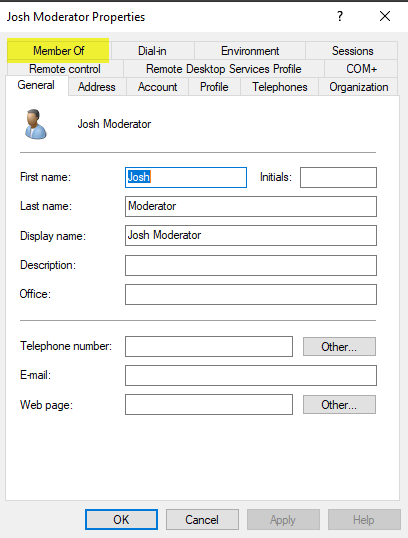 Josh Moderator Properties
Member Of Dial-in Environment Sessions
Remote control Remote Desktop Services Profile COM+
General Address Account Profile Telephones Organization
Josh Moderator
First name: Josh Initials:
Last name: Moderator
Display name: Josh Moderator
Description:
Office:
Telephone number: Other...
E-mail:
Web page: Other...
OK Cancel Apply Help